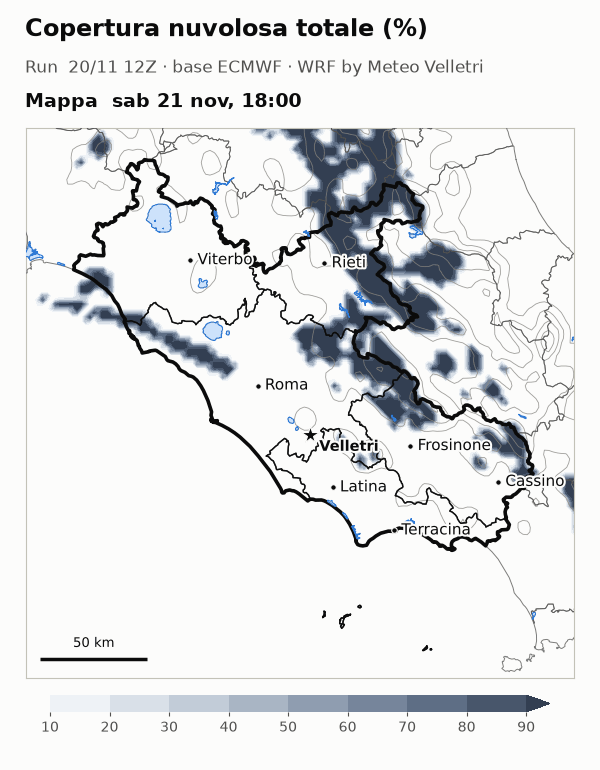 Copertura nuvolosa totale (%)
Run  20/11 12Z · base ECMWF · WRF by Meteo Velletri
Mappa  sab 21 nov, 18:00
Viterbo
Rieti
Roma
Velletri
Frosinone
Cassino
Latina
Terracina
50 km
10 20 30 40 50 60 70 80 90